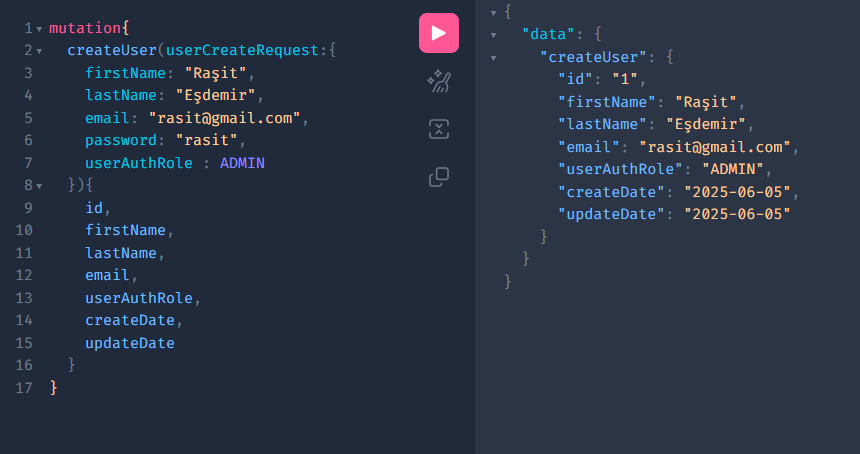 1 mutation{
2 createUser(userCreateRequest:{
3 firstName: "Raşit",
4 lastName: "Eşdemir",
5 email: "rasit@gmail.com",
6 password: "rasit",
7 userAuthRole : ADMIN
8 }){
9 id,
10 firstName,
11 lastName,
12 email,
13 userAuthRole,
14 createDate,
15 updateDate
16 }
17 }
{
"data": {
"createUser": {
"id": "1",
"firstName": "Raşit",
"lastName": "Eşdemir",
"email": "rasit@gmail.com",
"userAuthRole": "ADMIN",
"createDate": "2025-06-05",
"updateDate": "2025-06-05"
}
}
}